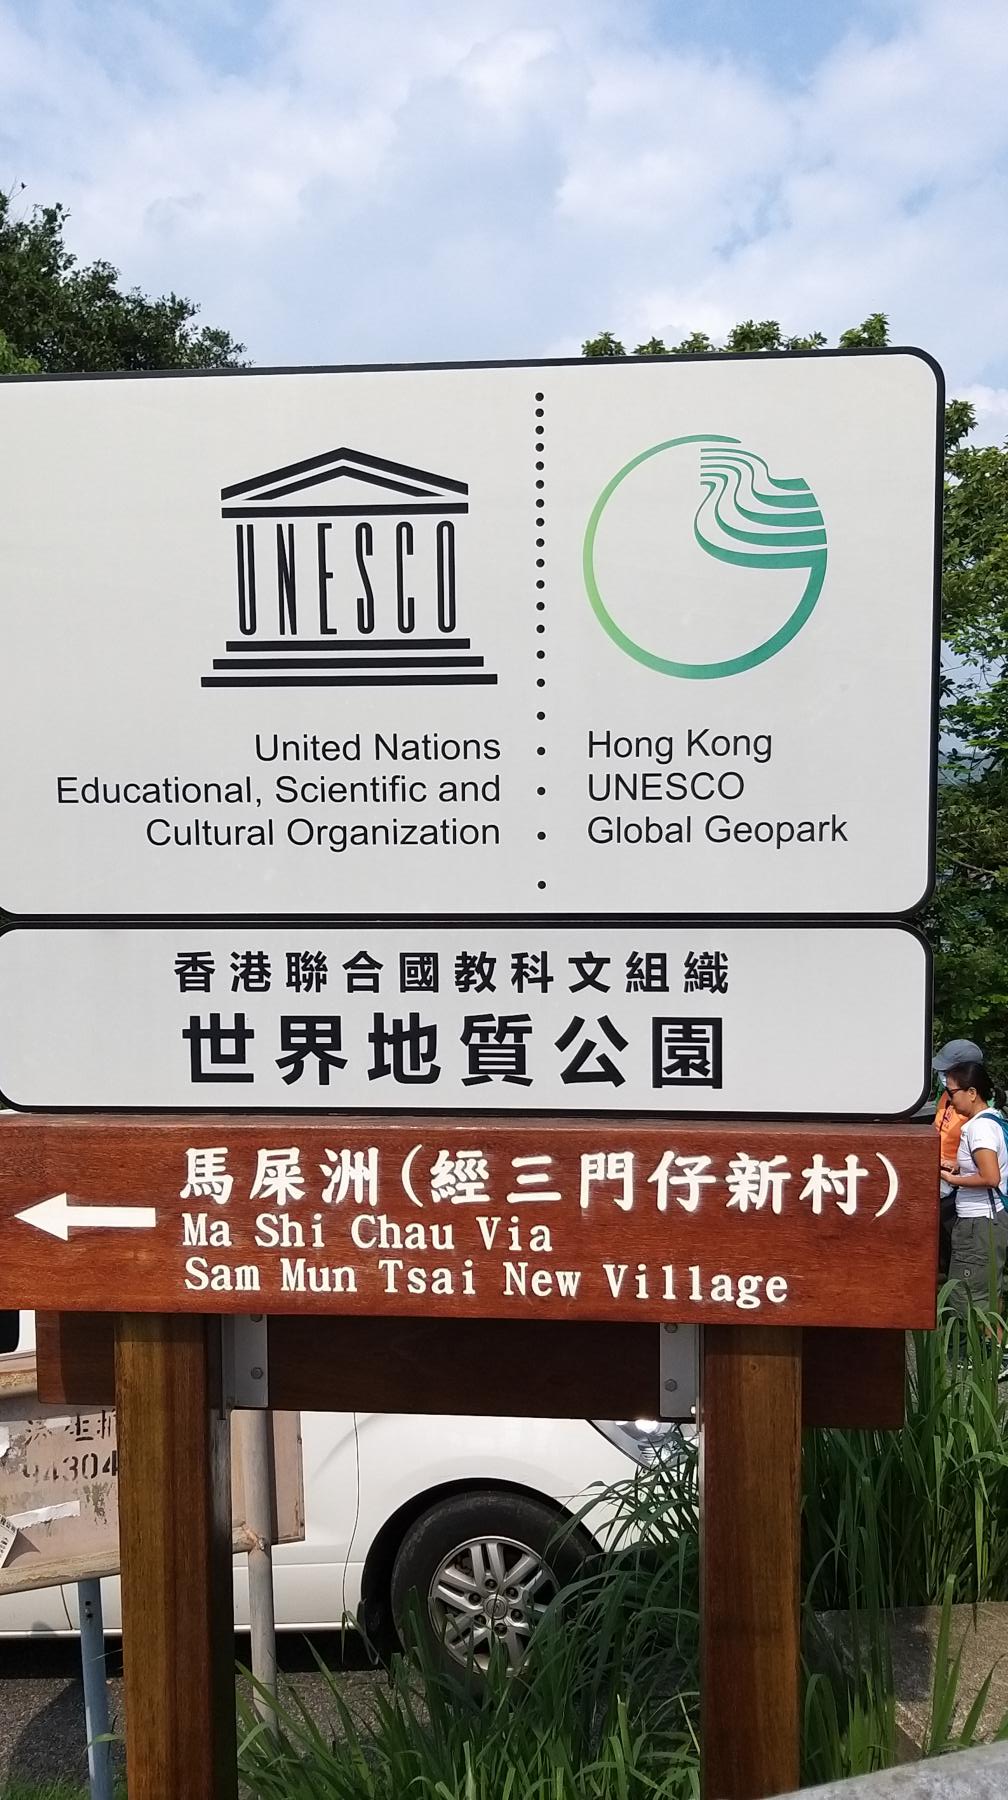 UNESCO
United Nations
Educational, Scientific and
Cultural Organization
Hong Kong
UNESCO
Global Geopark
香港聯合國教科文組織
世界地質公園
馬屎洲(經三門仔新村)
Ma Shi Chau Via
Sam Mun Tsai New Village
94304